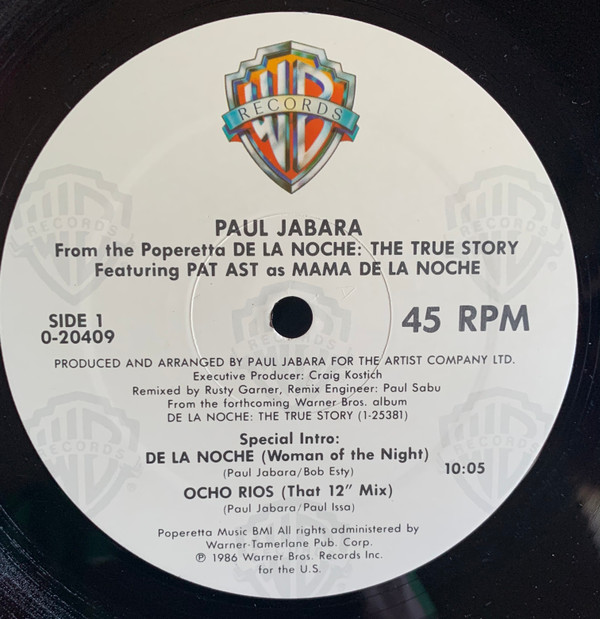 WB
RECORDS
PAUL JABARA
From the Poperetta DE LA NOCHE: THE TRUE STORY
Featuring PAT AST as MAMA DE LA NOCHE
SIDE 1
0-20409
45 RPM
PRODUCED AND ARRANGED BY PAUL JABARA FOR THE ARTIST COMPANY LTD.
Executive Producer: Craig Kostich
Remixed by Rusty Garner, Remix Engineer: Paul Sabu
From the forthcoming Warner Bros. album
DE LA NOCHE: THE TRUE STORY (1-25381)
Special Intro:
DE LA NOCHE (Woman of the Night)
(Paul Jabara/Bob Esty)
10:05
OCHO RIOS (That 12" Mix)
(Paul Jabara/Paul Issa)
Poperetta Music BMI All rights administered by
Warner-Tamerlane Pub. Corp.
℗ 1986 Warner Bros. Records Inc.
for the U.S.